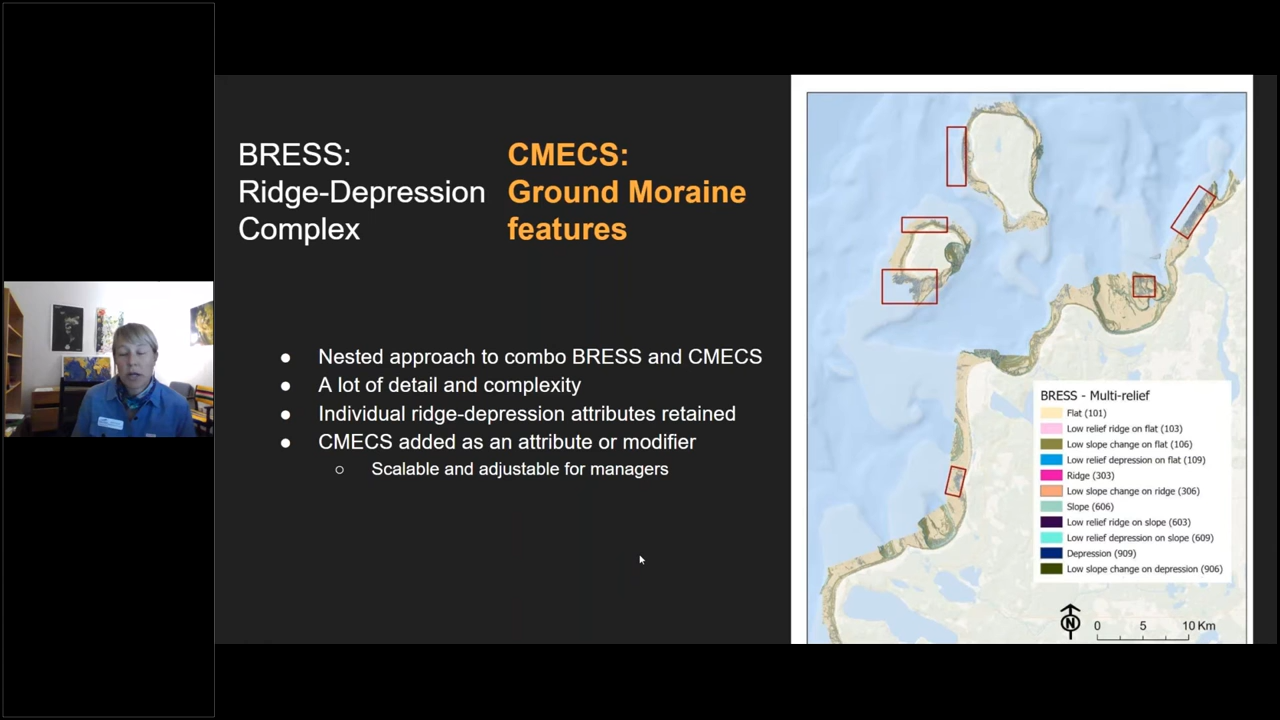 BRESS:
Ridge-Depression
Complex
CMECS:
Ground Moraine
features
● Nested approach to combo BRESS and CMECS
● A lot of detail and complexity
● Individual ridge-depression attributes retained
● CMECS added as an attribute or modifier
○ Scalable and adjustable for managers
BRESS - Multi-relief
Flat (101)
Low relief ridge on flat (103)
Low slope change on flat (106)
Low relief depression on flat (109)
Ridge (303)
Low slope change on ridge (306)
Slope (606)
Low relief ridge on slope (603)
Low relief depression on slope (609)
Depression (909)
Low slope change on depression (906)
N
0 5 10 Km